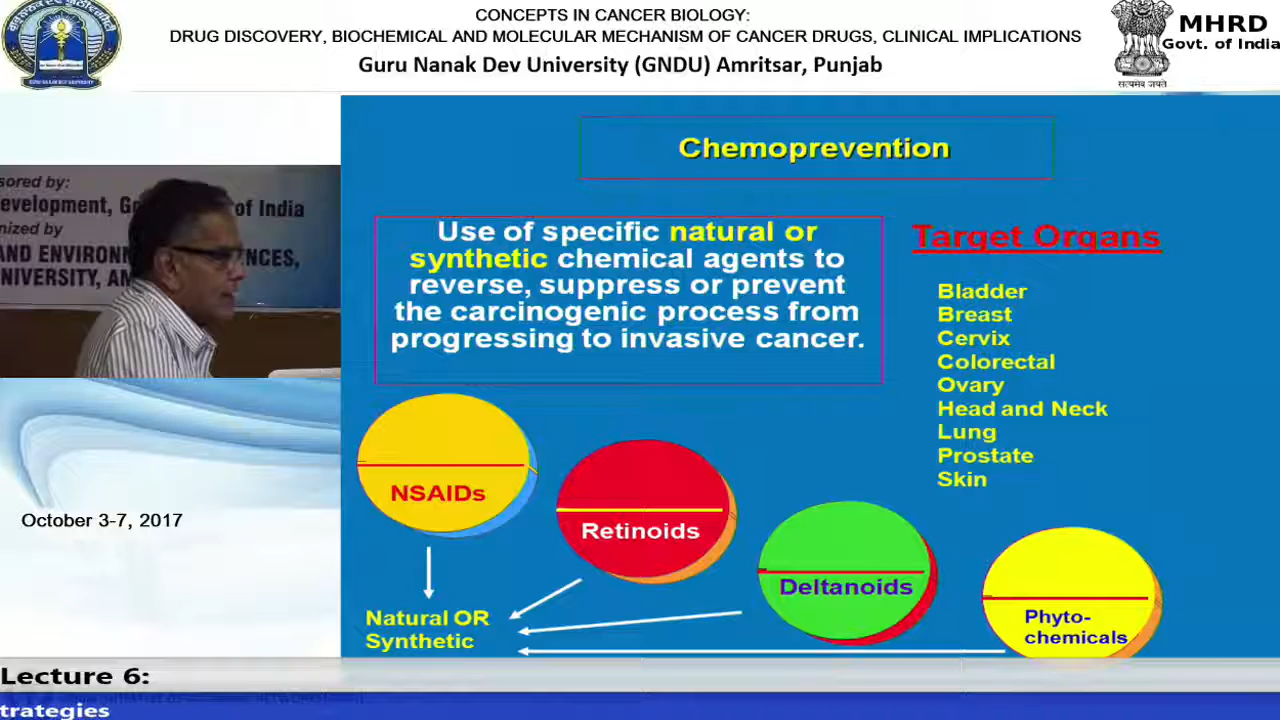 CONCEPTS IN CANCER BIOLOGY:
DRUG DISCOVERY, BIOCHEMICAL AND MOLECULAR MECHANISM OF CANCER DRUGS, CLINICAL IMPLICATIONS
Guru Nanak Dev University (GNDU) Amritsar, Punjab
सत्यमेव जयते
MHRD
Govt. of India
sored by:
evelopment, Go of India
nized by
AND ENVIRON NCES,
NIVERSITY, AM
October 3-7, 2017
Chemoprevention
Use of specific natural or
synthetic chemical agents to
reverse, suppress or prevent
the carcinogenic process from
progressing to invasive cancer.
Target Organs
Bladder
Breast
Cervix
Colorectal
Ovary
Head and Neck
Lung
Prostate
Skin
NSAIDs
Retinoids
Deltanoids
Phyto-
chemicals
Natural OR
Synthetic
Lecture 6:
trategies